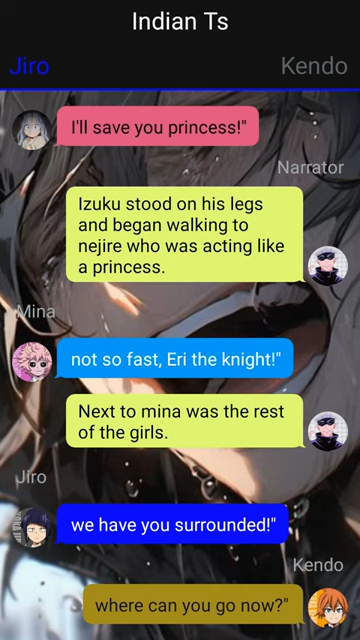 Indian Ts
Jiro
Kendo
I'll save you princess!"
Narrator
Izuku stood on his legs
and began walking to
nejire who was acting like
a princess.
Mina
not so fast, Eri the knight!"
Next to mina was the rest
of the girls.
Jiro
we have you surrounded!"
Kendo
where can you go now?"